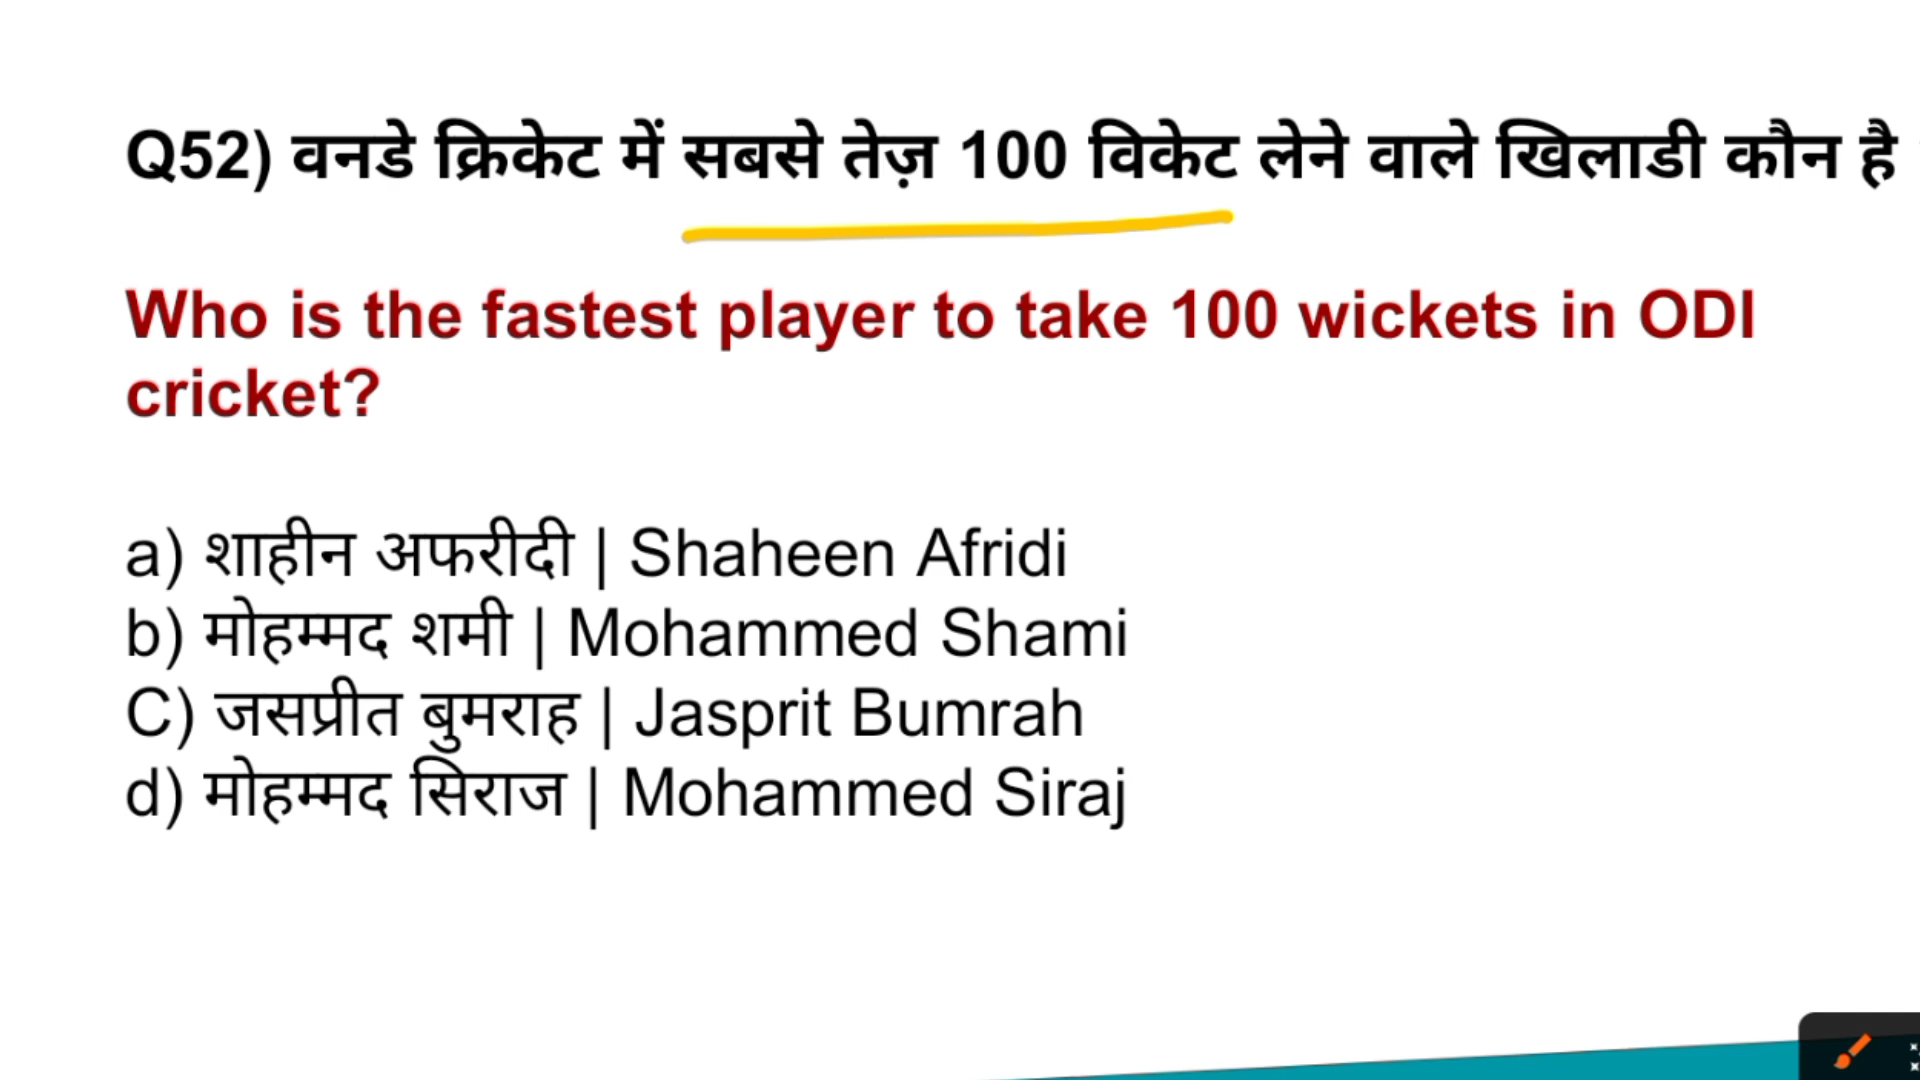 Q52) वनडे क्रिकेट में सबसे तेज़ 100 विकेट लेने वाले खिलाडी कौन है
Who is the fastest player to take 100 wickets in ODI
cricket?
a) शाहीन अफरीदी | Shaheen Afridi
b) मोहम्मद शमी | Mohammed Shami
C) जसप्रीत बुमराह | Jasprit Bumrah
d) मोहम्मद सिराज | Mohammed Siraj